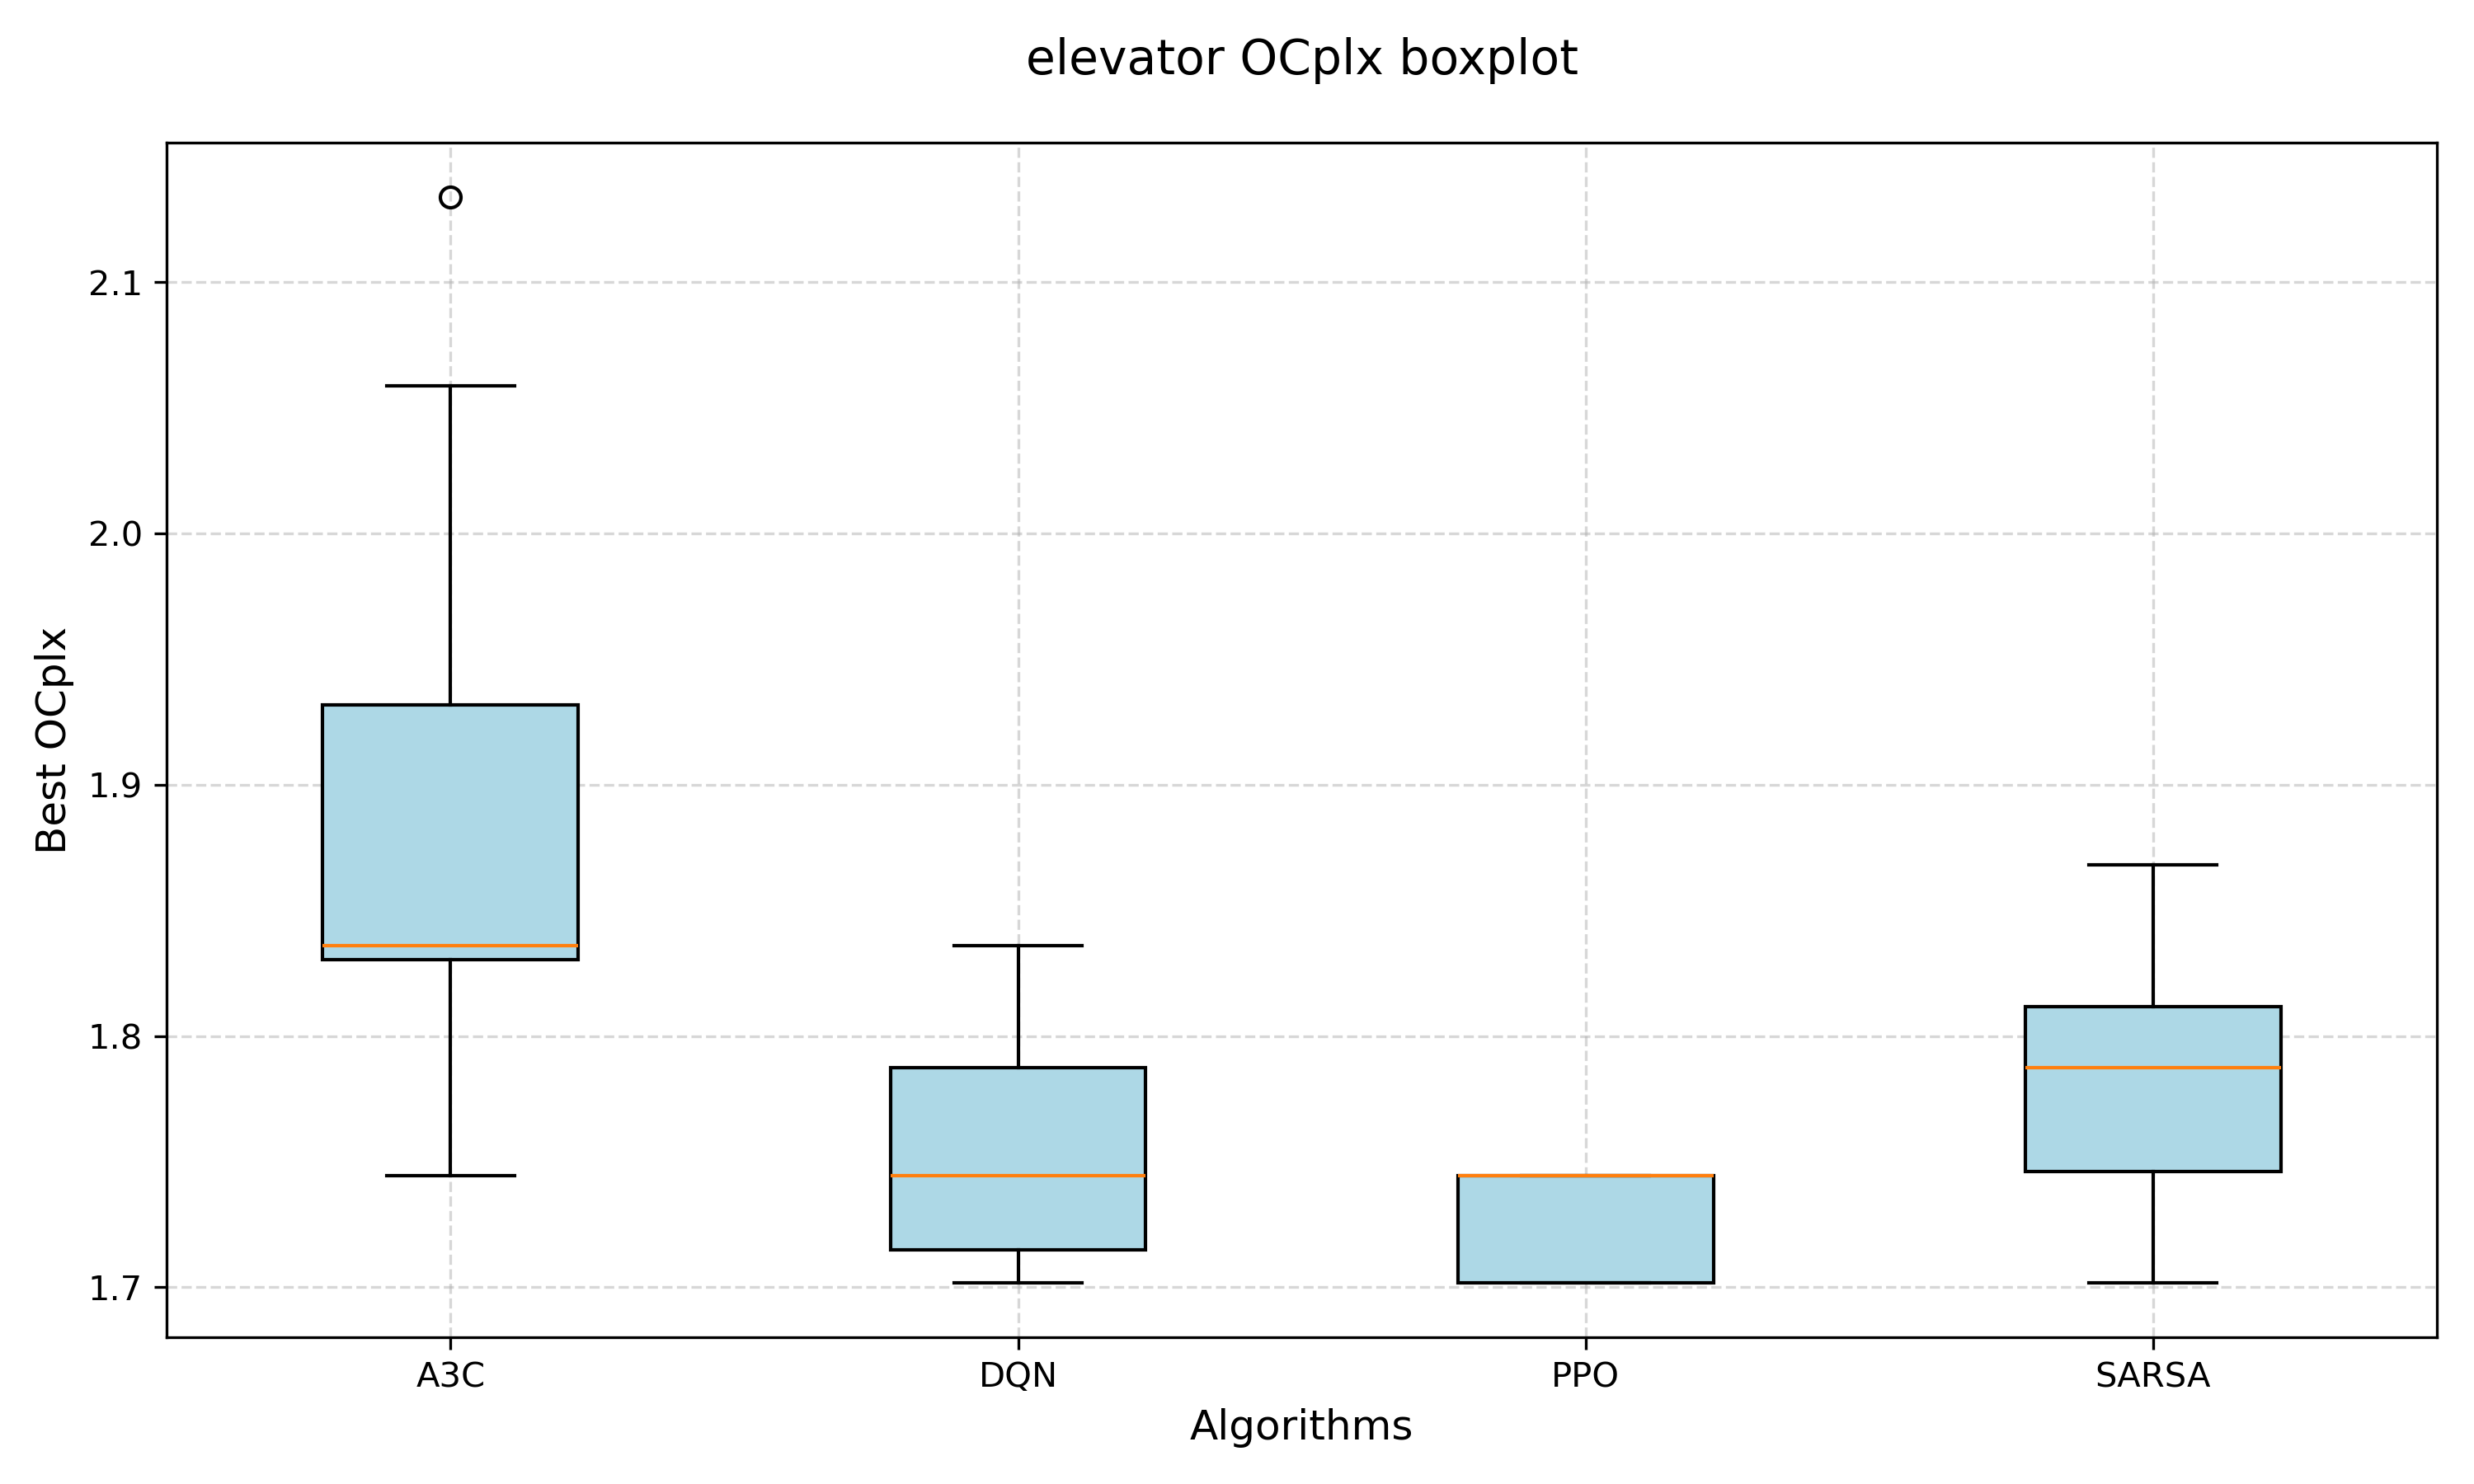 elevator OCplx boxplot
Best OCplx
2.1
2.0
1.9
1.8
1.7
A3C DQN PPO SARSA
Algorithms